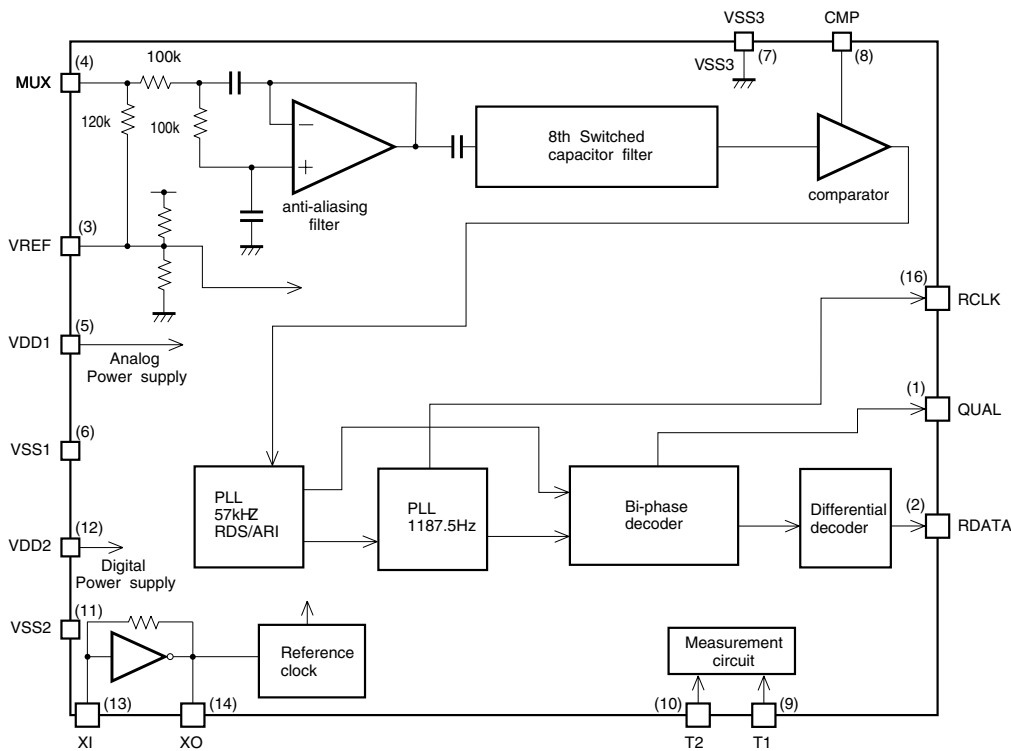 VSS3
CMP
(7)
(8)
VSS3
(4)
MUX
100k
120k
100k
8th Switched
capacitor filter
comparator
anti-aliasing
filter
(3)
VREF
(16)
RCLK
(5)
VDD1
Analog
Power supply
(1)
QUAL
(6)
VSS1
PLL
57kHZ
RDS/ARI
PLL
1187.5Hz
Bi-phase
decoder
Differential
decoder
(2)
RDATA
(12)
VDD2
Digital
Power supply
(11)
VSS2
Reference
clock
Measurement
circuit
(13)
(14)
(10)
(9)
XI
XO
T2
T1